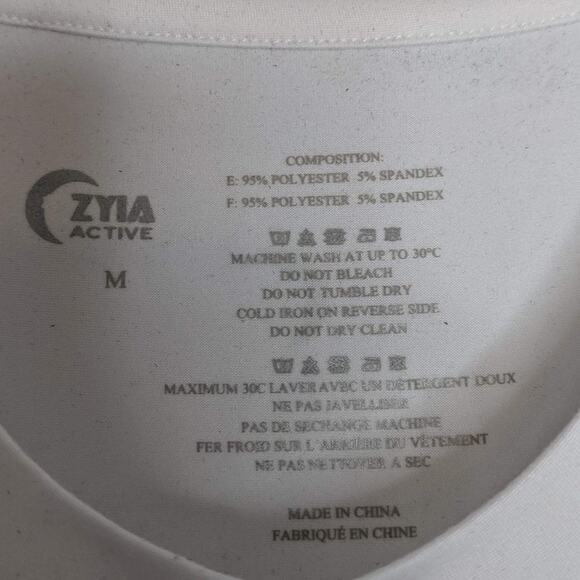 ZYIA
ACTIVE
M
COMPOSITION:
E: 95% POLYESTER 5% SPANDEX
F: 95% POLYESTER 5% SPANDEX
MACHINE WASH AT UP TO 30°C
DO NOT BLEACH
DO NOT TUMBLE DRY
COLD IRON ON REVERSE SIDE
DO NOT DRY CLEAN
MAXIMUM 30C LAVER AVEC UN DÉTERGENT DOUX
NE PAS JAVELLISER
PAS DE SECHANGE MACHINE
FER FROID SUR L'ARRIÈRE DU VÊTEMENT
NE PAS NETTOYER A SEC
MADE IN CHINA
FABRIQUÉ EN CHINE